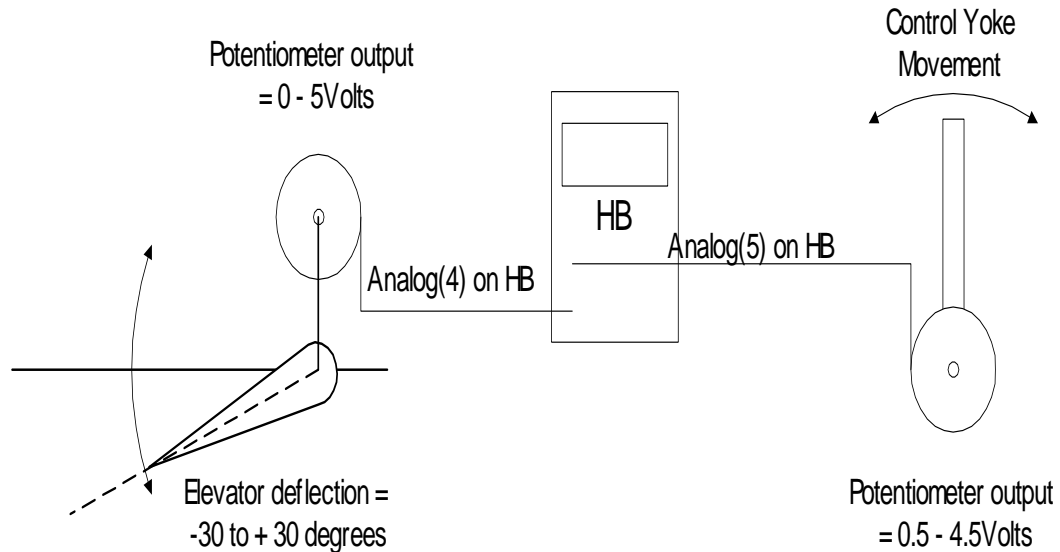 Potentiometer output
= 0 - 5Volts
Control Yoke
Movement
HB
Analog(4) on HB
Analog(5) on HB
Elevator deflection =
-30 to + 30 degrees
Potentiometer output
= 0.5 - 4.5Volts